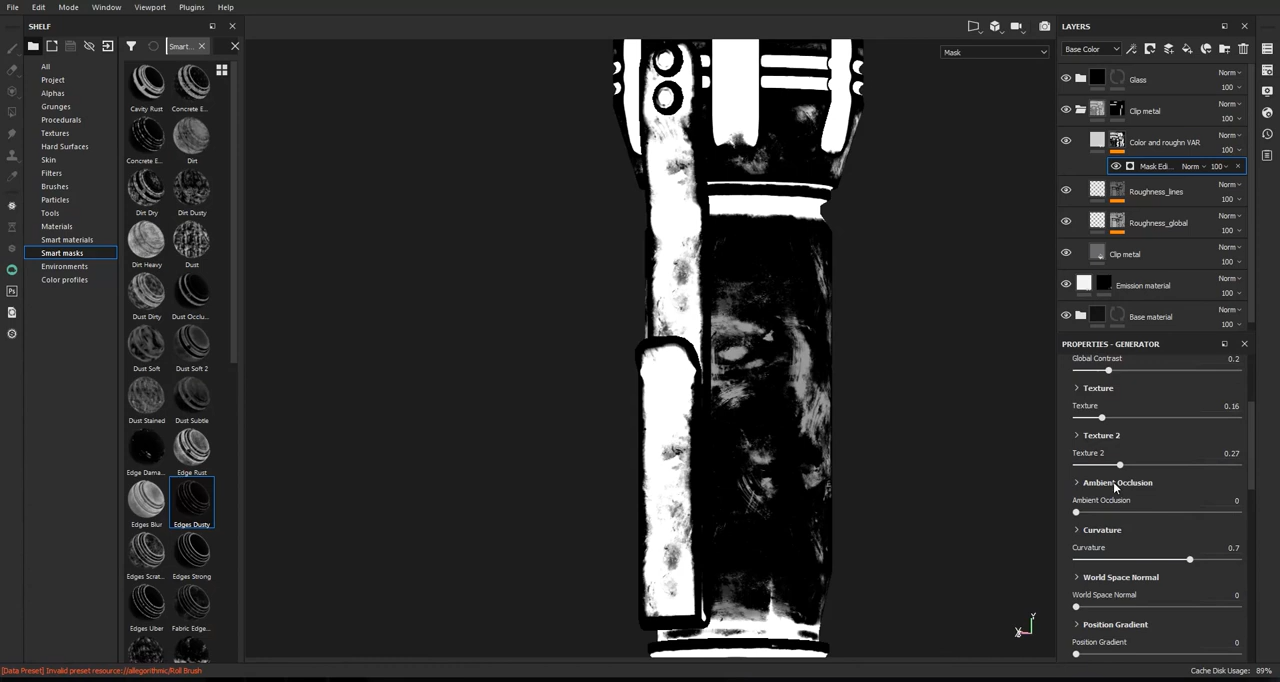 File Edit Mode Window Viewport Plugins Help
SHELF
Smart...
All
Project
Alphas
Grunges
Procedurals
Textures
Hard Surfaces
Skin
Filters
Brushes
Particles
Tools
Materials
Smart materials
Smart masks
Environments
Color profiles
Cavity Rust
Concrete E...
Concrete E...
Dirt
Dirt Dry
Dirt Dusty
Dirt Heavy
Dust
Dust Dirty
Dust Occlu...
Dust Soft
Dust Soft 2
Dust Stained
Dust Subtle
Edge Dama...
Edge Rust
Edges Blur
Edges Dusty
Edges Scrat...
Edges Strong
Edges Uber
Fabric Edge...
Mask
Y
X
LAYERS
Base Color
Glass
Norm
100
Clip metal
Norm
100
Color and roughn VAR
Norm
100
Mask Edi... Norm 100
Roughness_lines
Norm
100
Roughness_global
Norm
100
Clip metal
Norm
100
Emission material
Norm
100
Base material
Norm
100
PROPERTIES - GENERATOR
Global Contrast 0.2
Texture
Texture 0.16
Texture 2
Texture 2 0.27
Ambient Occlusion
Ambient Occlusion 0
Curvature
Curvature 0.7
World Space Normal
World Space Normal 0
Position Gradient
Position Gradient 0
Ps
[Data Preset] Invalid preset resource://allegorithmic/Roll Brush
Cache Disk Usage: 89%